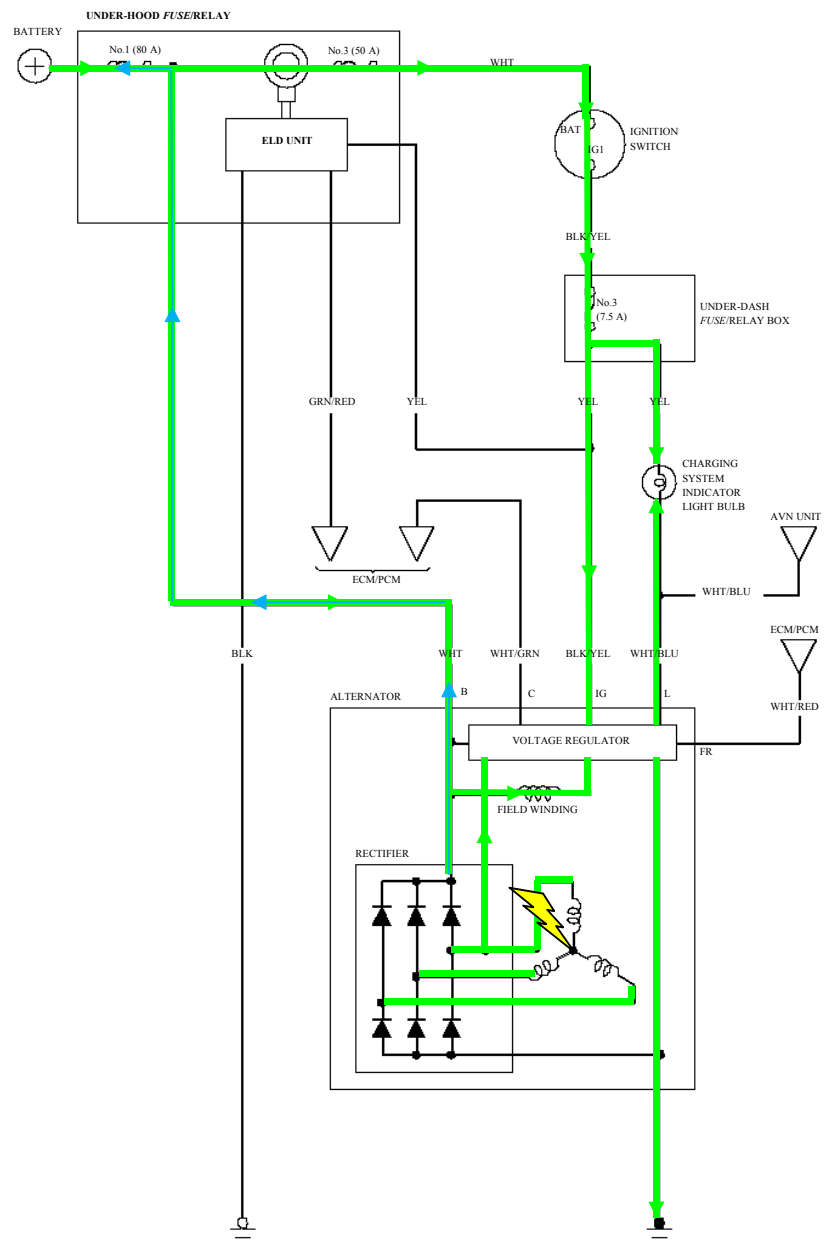 UNDER-HOOD FUSE/RELAY
BATTERY
No.1 (80 A)
No.3 (50 A)
WHT
ELD UNIT
BAT
IG1
IGNITION
SWITCH
BLK/YEL
No.3
(7.5 A)
UNDER-DASH
FUSE/RELAY BOX
GRN/RED
YEL
YEL
YEL
CHARGING
SYSTEM
INDICATOR
LIGHT BULB
AVN UNIT
ECM/PCM
WHT/BLU
ECM/PCM
BLK
WHT
WHT/GRN
BLK/YEL
WHT/BLU
ALTERNATOR
B
C
IG
L
WHT/RED
VOLTAGE REGULATOR
FR
FIELD WINDING
RECTIFIER